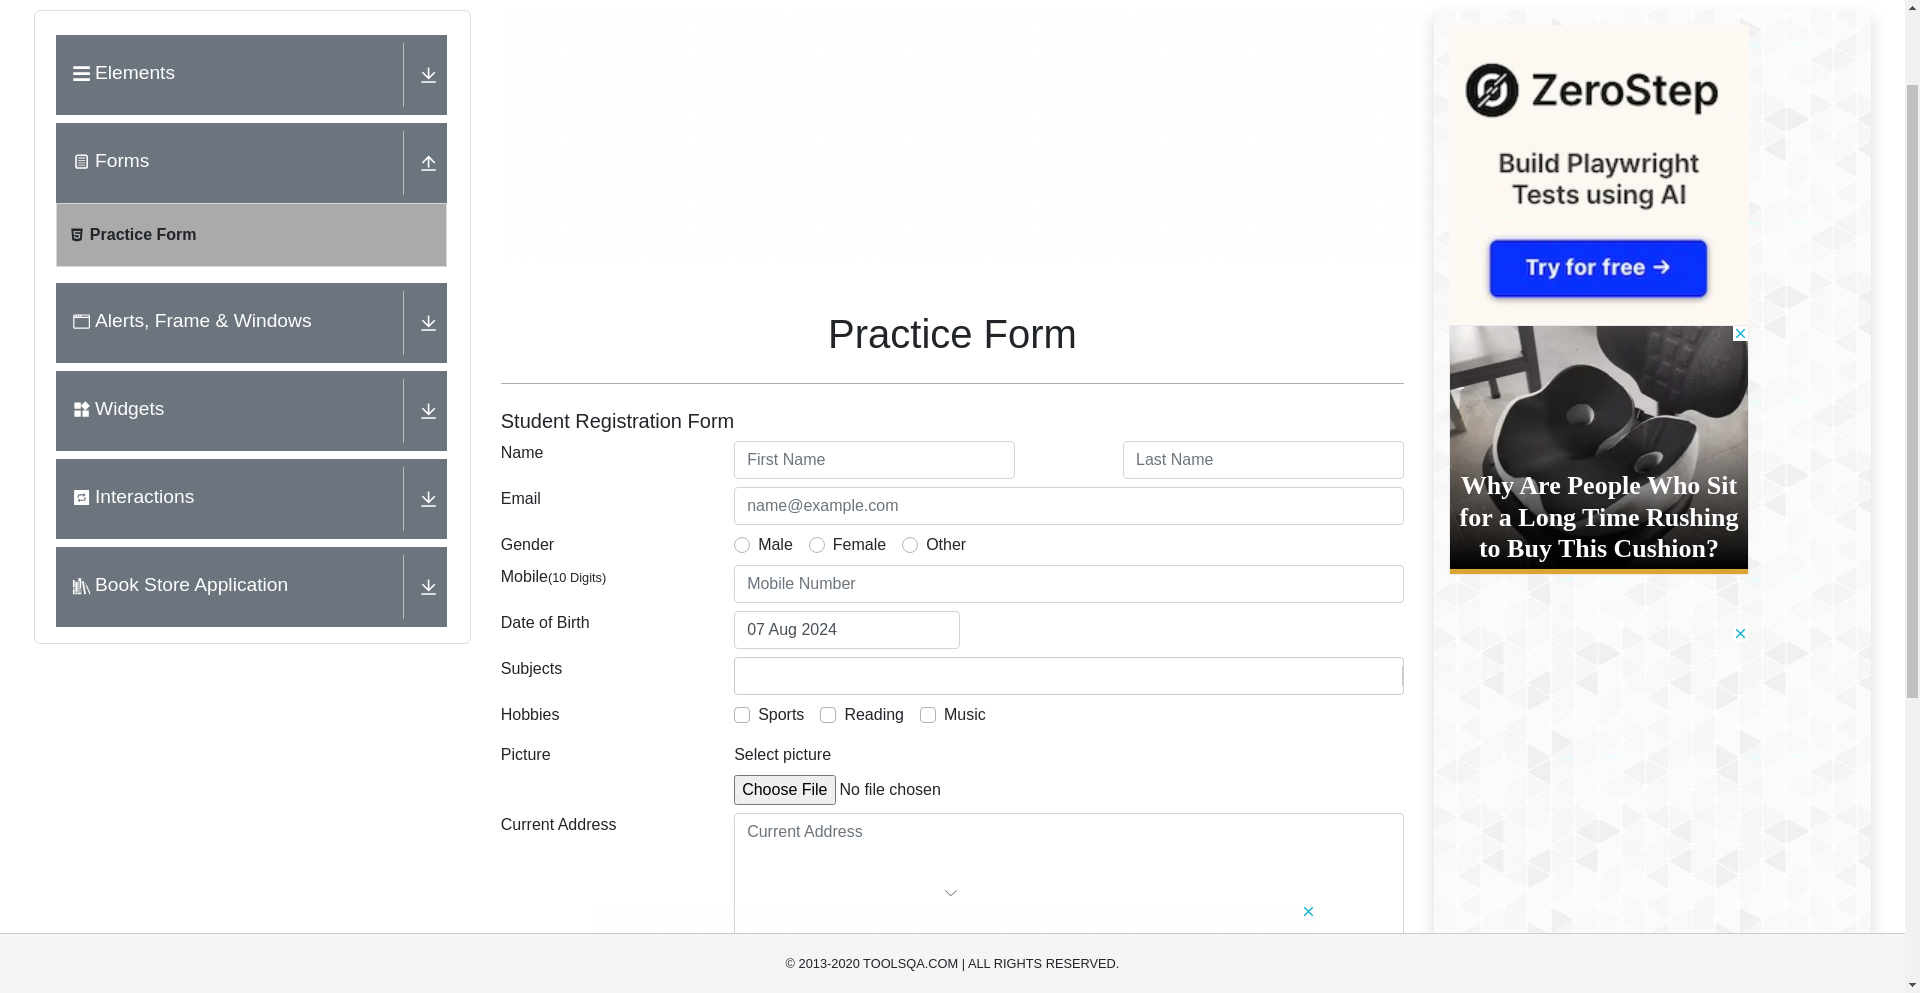 Elements
Forms
Practice Form
Alerts, Frame & Windows
Widgets
Interactions
Book Store Application
Practice Form
Student Registration Form
Name
First Name
Last Name
Email
name@example.com
Gender
Male
Female
Other
Mobile(10 Digits)
Mobile Number
Date of Birth
07 Aug 2024
Subjects
Hobbies
Sports
Reading
Music
Picture
Select picture
Choose File No file chosen
Current Address
Current Address
ZeroStep
Build Playwright
Tests using AI
Try for free →
Why Are People Who Sit
for a Long Time Rushing
to Buy This Cushion?
© 2013-2020 TOOLSQA.COM | ALL RIGHTS RESERVED.